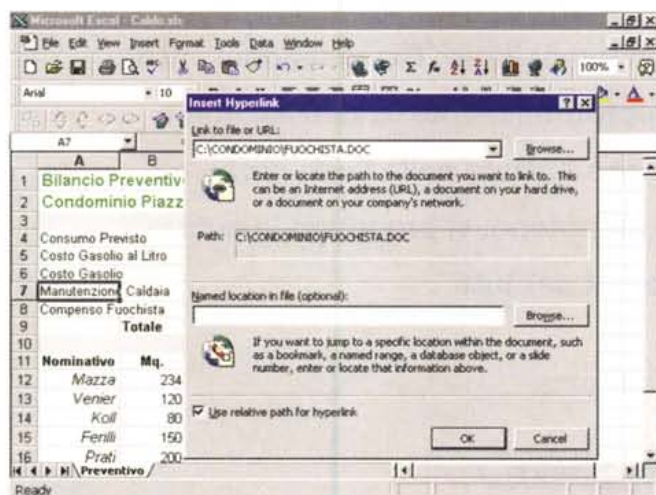 Microsoft Excel - Caldo.xls
File Edit View Insert Format Tools Data Window Help
100%
Arial 10
Insert Hyperlink
A7
Link to file or URL:
C:\CONDOMINIO\FUOCHISTA.DOC
Browse...
Enter or locate the path to the document you want to link to. This
can be an Internet address (URL), a document on your hard drive,
or a document on your company's network.
Path: C:\CONDOMINIO\FUOCHISTA.DOC
Named location in file (optional):
Browse...
If you want to jump to a specific location within the document, such
as a bookmark, a named range, a database object, or a slide
number, enter or locate that information above.
Use relative path for hyperlink
OK Cancel
A B
1 Bilancio Preventiv
2 Condominio Piazz
3
4 Consumo Previsto
5 Costo Gasolio al Litro
6 Costo Gasolio
7 Manutenzione Caldaia
8 Compenso Fuochista
9 Totale
10
11 Nominativo Mq.
12 Mazza 234
13 Venier 120
14 Koll 80
15 Fenilli 150
16 Prati 200
Preventivo
Ready